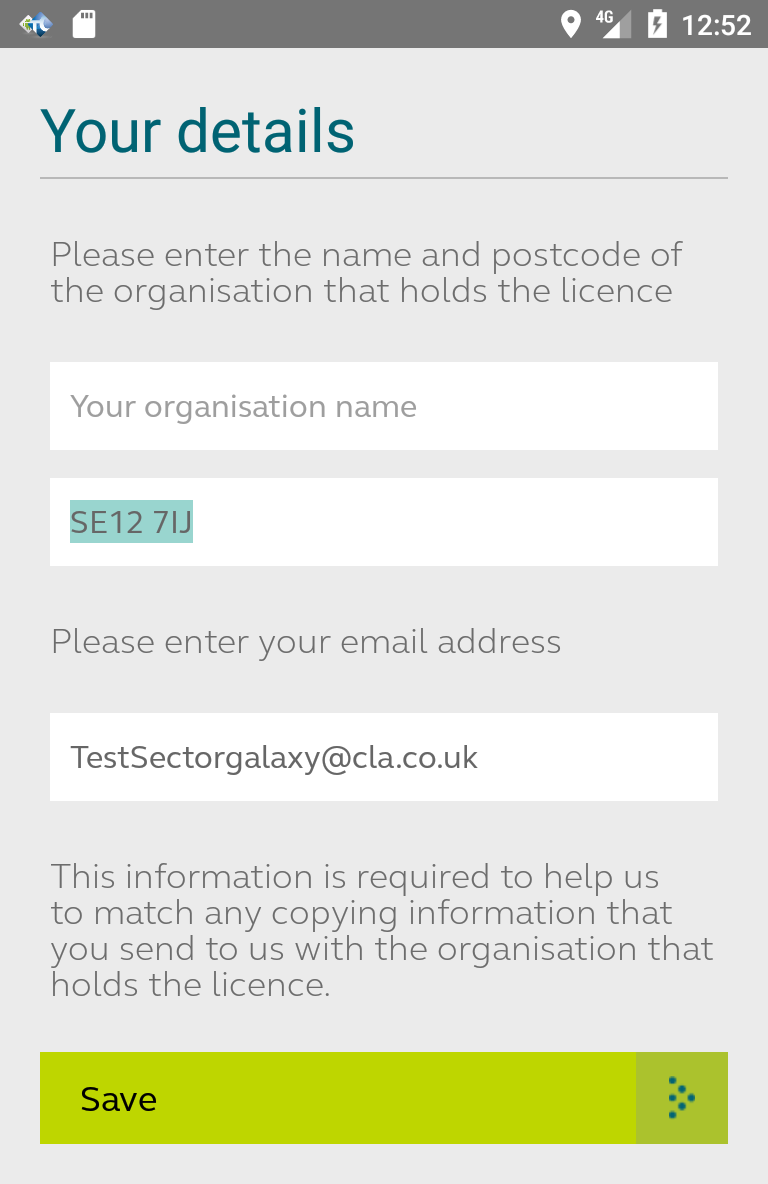 4G 12:52
Your details
Please enter the name and postcode of
the organisation that holds the licence
Your organisation name
SE12 7IJ
Please enter your email address
TestSectorgalaxy@cla.co.uk
This information is required to help us
to match any copying information that
you send to us with the organisation that
holds the licence.
Save